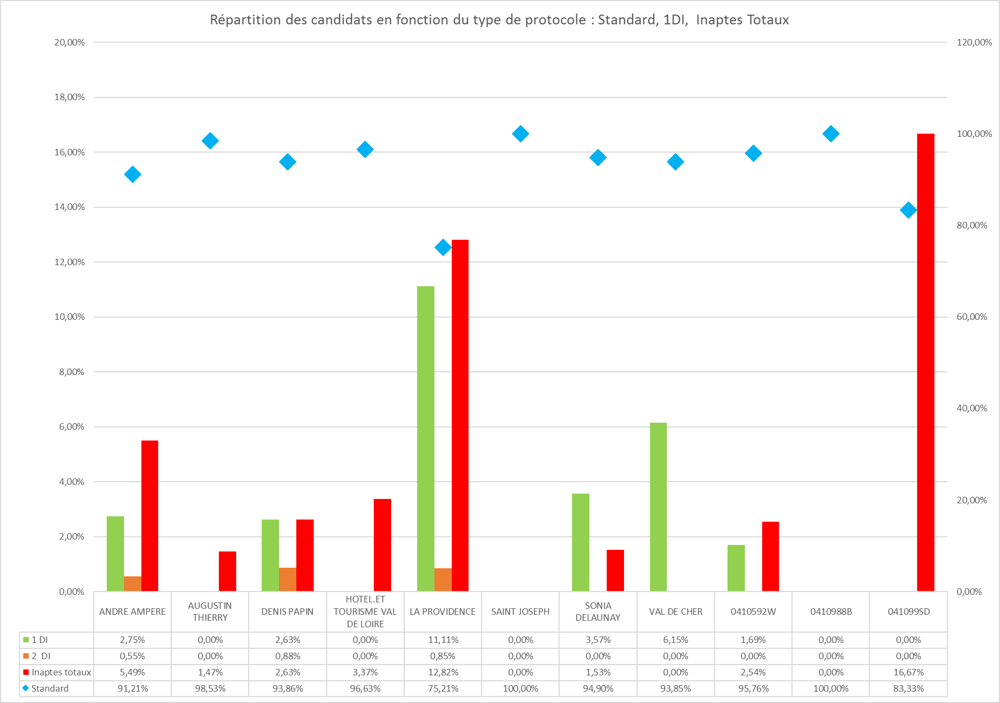 Répartition des candidats en fonction du type de protocole : Standard, 1DI,  Inaptes Totaux
20,00%
18,00%
16,00%
14,00%
12,00%
10,00%
8,00%
6,00%
4,00%
2,00%
0,00%
120,00%
100,00%
80,00%
60,00%
40,00%
20,00%
0,00%
ANDRE AMPERE
AUGUSTIN
THIERRY
DENIS PAPIN
HOTEL.ET
TOURISME VAL
DE LOIRE
LA PROVIDENCE
SAINT JOSEPH
SONIA
DELAUNAY
VAL DE CHER
0410592W
0410988B
041099SD
1 DI 2,75% 0,00% 2,63% 0,00% 11,11% 0,00% 3,57% 6,15% 1,69% 0,00% 0,00%
2  DI 0,55% 0,00% 0,88% 0,00% 0,85% 0,00% 0,00% 0,00% 0,00% 0,00% 0,00%
Inaptes totaux 5,49% 1,47% 2,63% 3,37% 12,82% 0,00% 1,53% 0,00% 2,54% 0,00% 16,67%
Standard 91,21% 98,53% 93,86% 96,63% 75,21% 100,00% 94,90% 93,85% 95,76% 100,00% 83,33%